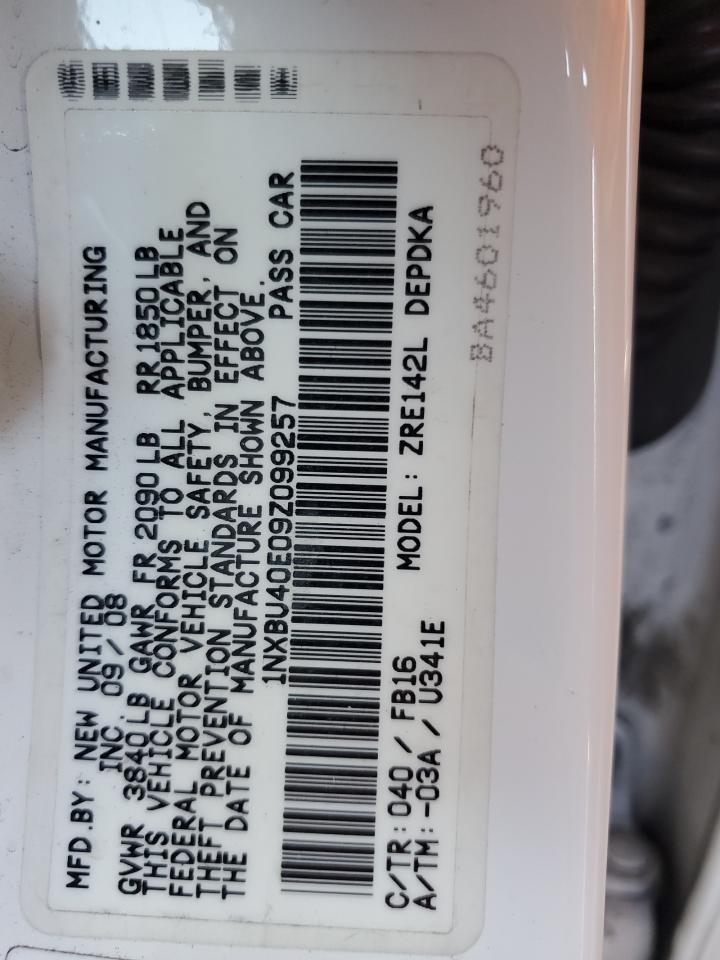 MFD.BY: NEW UNITED MOTOR MANUFACTURING
INC. 09/08
GVWR 3840LB GAWR FR 2090LB RR1850LB
THIS VEHICLE CONFORMS TO ALL APPLICABLE
FEDERAL MOTOR VEHICLE SAFETY, BUMPER, AND
THEFT PREVENTION STANDARDS IN EFFECT ON
THE DATE OF MANUFACTURE SHOWN ABOVE.
1NXBU40E09Z099257 PASS CAR
C/TR: 040 / FB16 MODEL: ZRE142L DEPDKA
A/TM: -03A / U341E
BA4601960